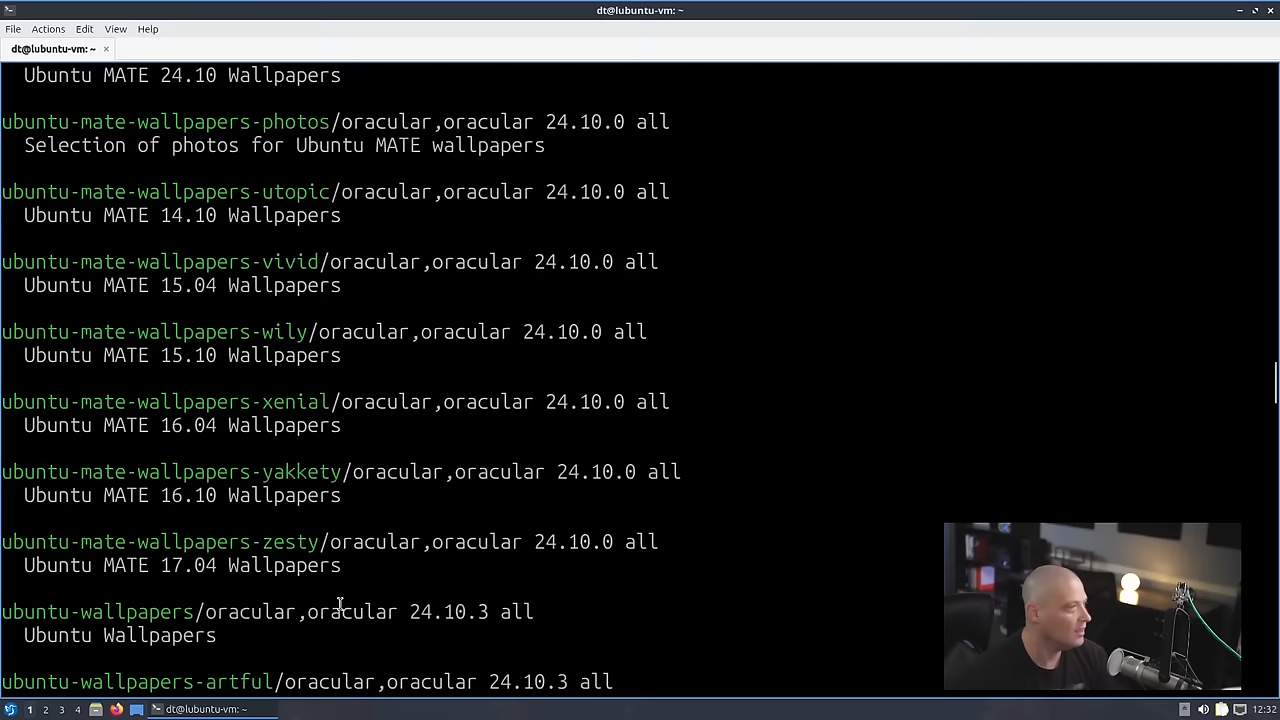 dt@lubuntu-vm: ~
File Actions Edit View Help
dt@lubuntu-vm: ~ ×
Ubuntu MATE 24.10 Wallpapers
ubuntu-mate-wallpapers-photos/oracular,oracular 24.10.0 all
Selection of photos for Ubuntu MATE wallpapers
ubuntu-mate-wallpapers-utopic/oracular,oracular 24.10.0 all
Ubuntu MATE 14.10 Wallpapers
ubuntu-mate-wallpapers-vivid/oracular,oracular 24.10.0 all
Ubuntu MATE 15.04 Wallpapers
ubuntu-mate-wallpapers-wily/oracular,oracular 24.10.0 all
Ubuntu MATE 15.10 Wallpapers
ubuntu-mate-wallpapers-xenial/oracular,oracular 24.10.0 all
Ubuntu MATE 16.04 Wallpapers
ubuntu-mate-wallpapers-yakkety/oracular,oracular 24.10.0 all
Ubuntu MATE 16.10 Wallpapers
ubuntu-mate-wallpapers-zesty/oracular,oracular 24.10.0 all
Ubuntu MATE 17.04 Wallpapers
ubuntu-wallpapers/oracular,oracular 24.10.3 all
Ubuntu Wallpapers
ubuntu-wallpapers-artful/oracular,oracular 24.10.3 all
1 2 3 4 dt@lubuntu-vm: ~ 12:32